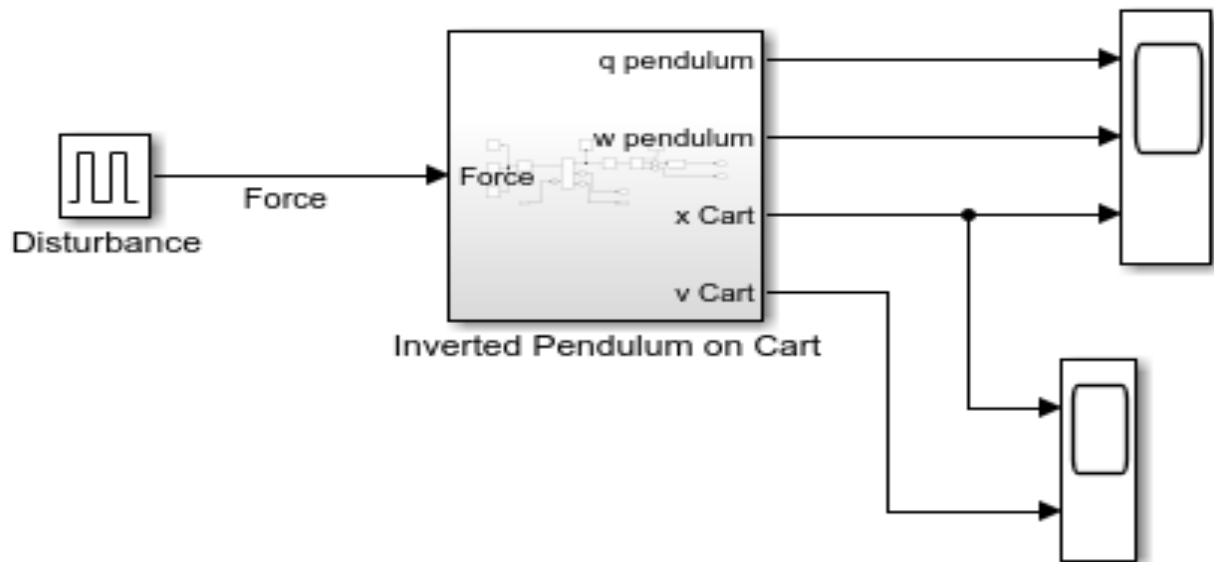 q pendulum
w pendulum
Force
Force
x Cart
Disturbance
v Cart
Inverted Pendulum on Cart